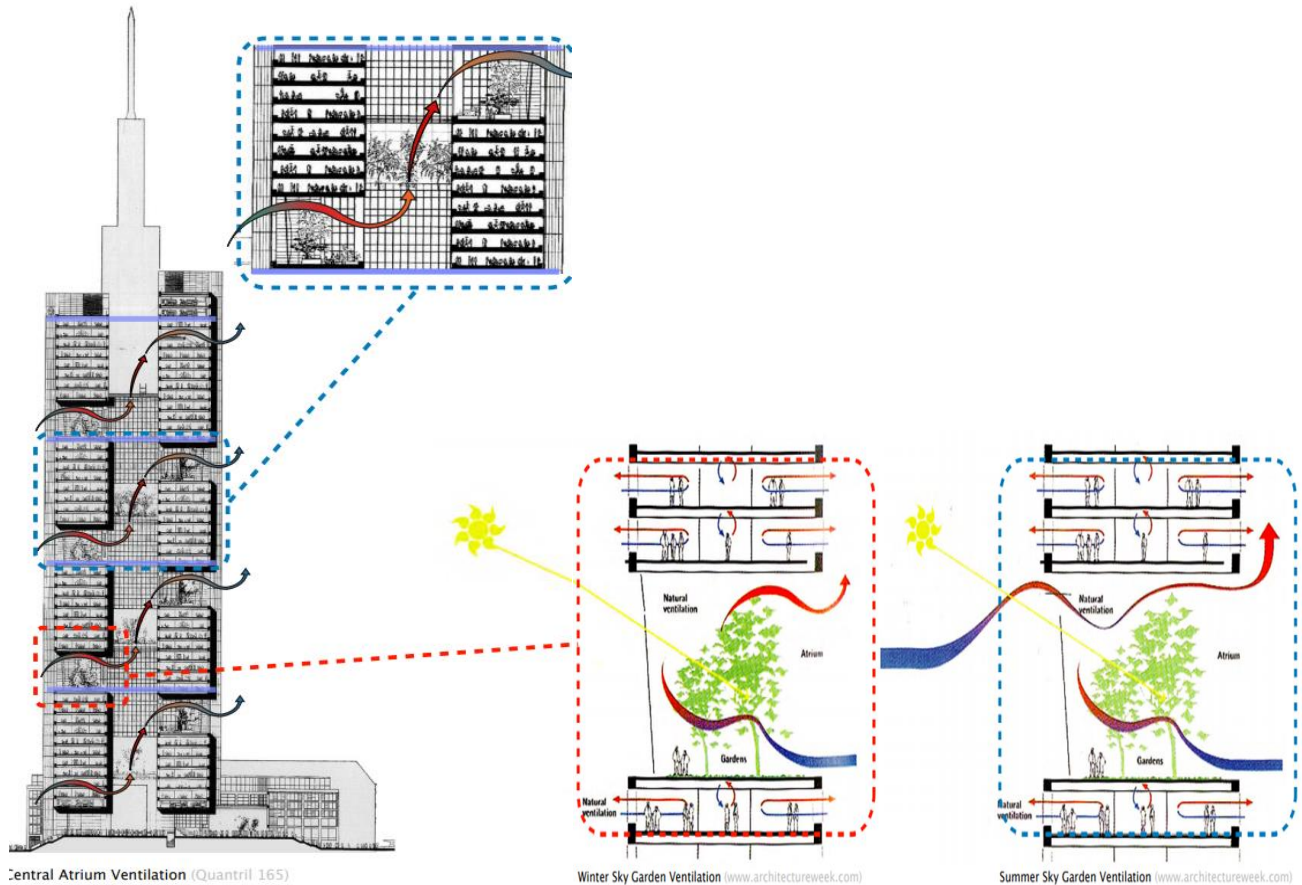 Natural
ventilation
Atrium
Gardens
Natural
ventilation
Natural
ventilation
Atrium
Gardens
Natural
ventilation
Central Atrium Ventilation (Quantril 165)
Winter Sky Garden Ventilation (www.architectureweek.com)
Summer Sky Garden Ventilation (www.architectureweek.com)